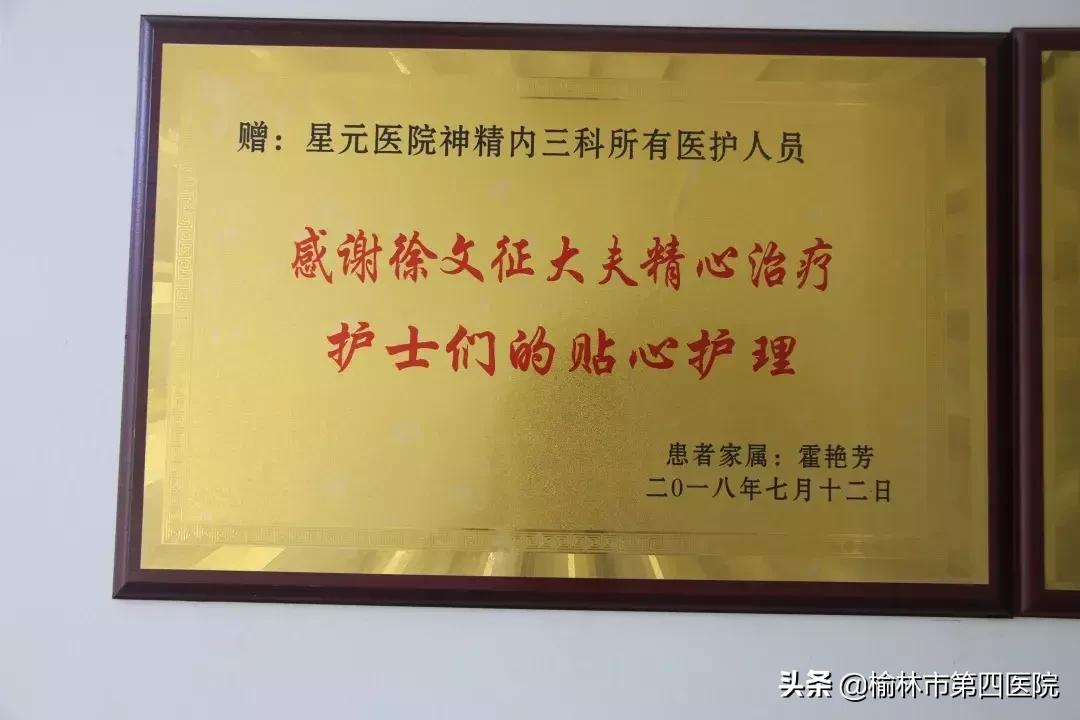 赠：星元医院神精内三科所有医护人员
感谢徐文征大夫精心治疗
护士们的贴心护理
患者家属：霍艳芳
二0一八年七月十二日
头条 @榆林市第四医院